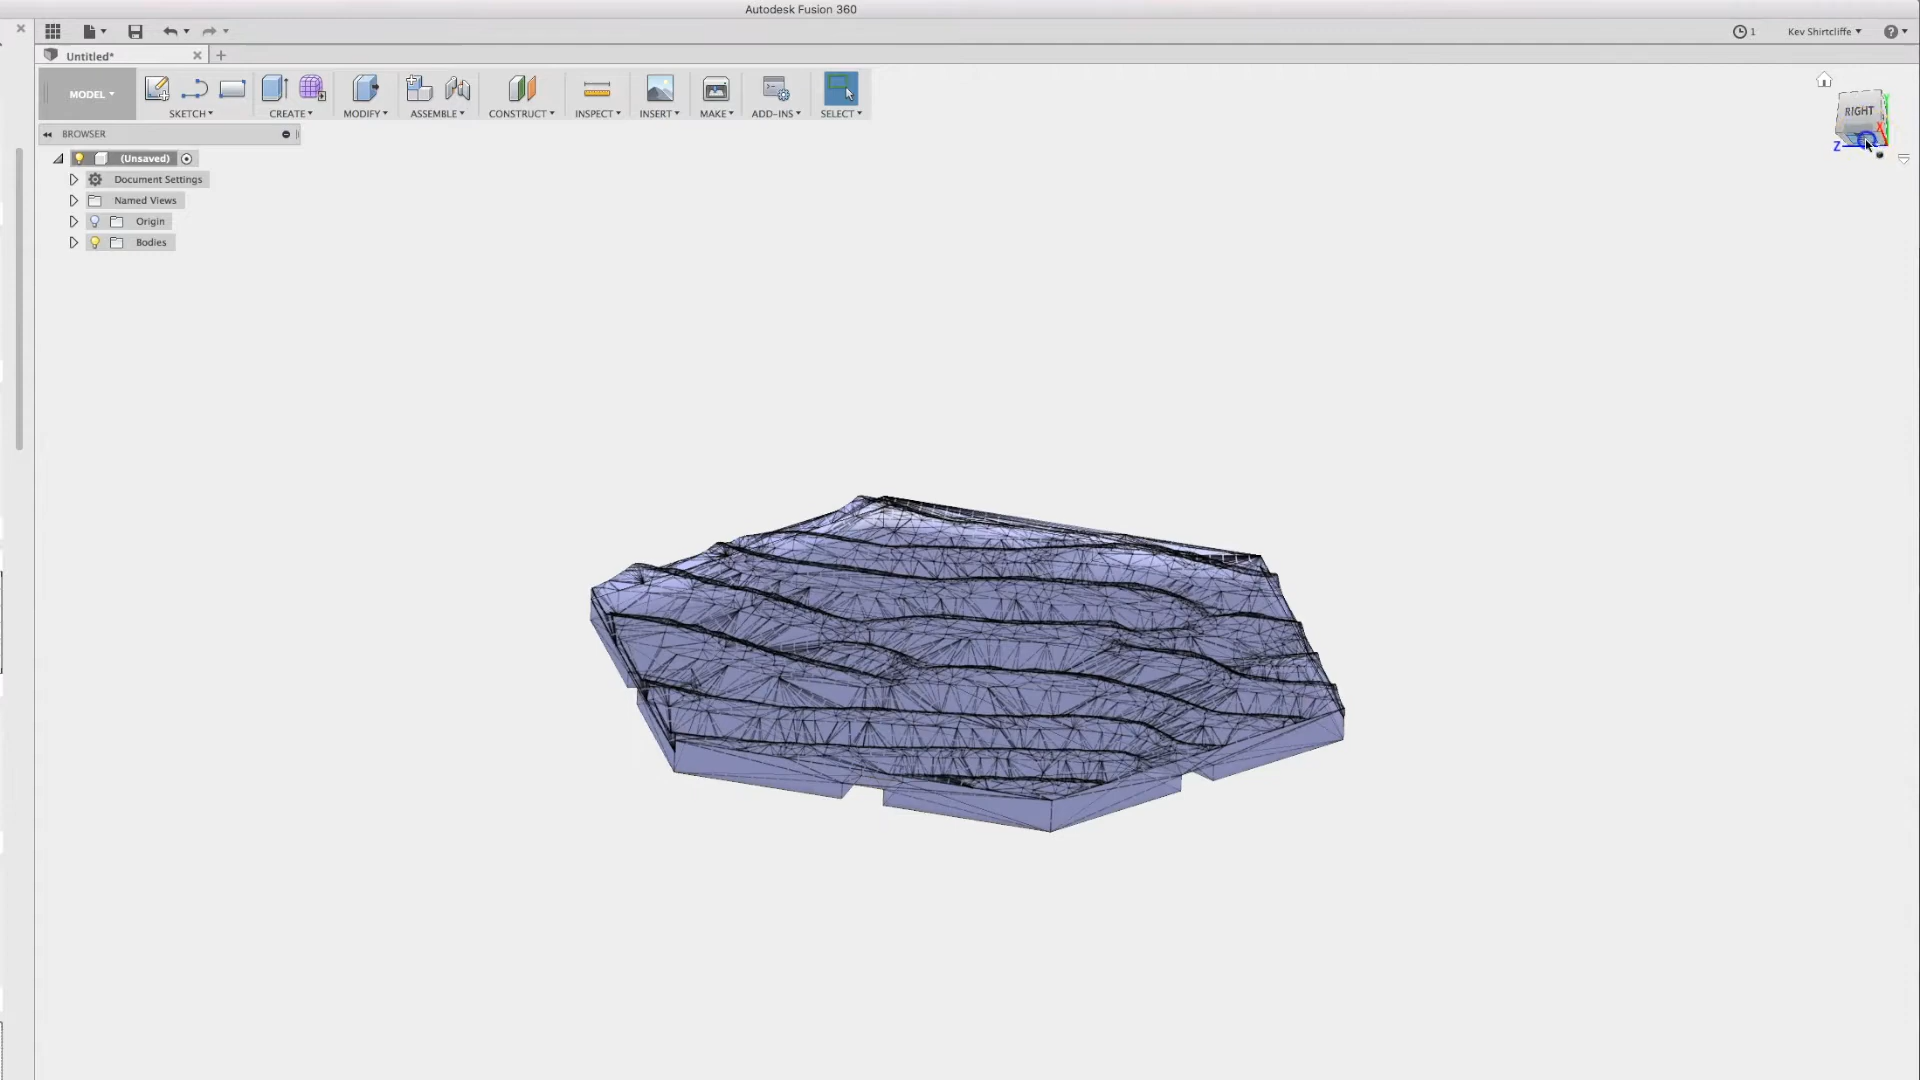 Autodesk Fusion 360
1
Kev Shirtcliffe
?
Untitled*
MODEL
SKETCH
CREATE
MODIFY
ASSEMBLE
CONSTRUCT
INSPECT
INSERT
MAKE
ADD-INS
SELECT
RIGHT
X
Z
BROWSER
(Unsaved)
Document Settings
Named Views
Origin
Bodies